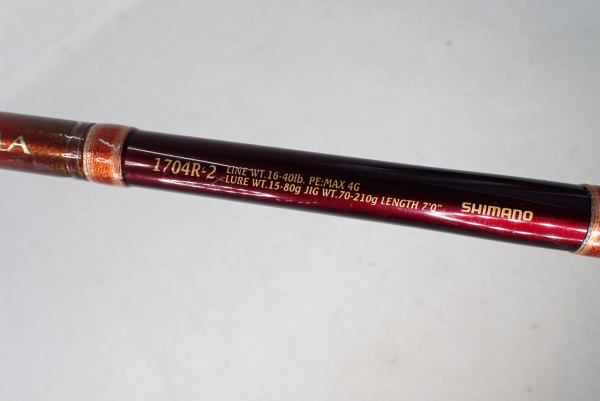 1704R-2
LINE WT.16-40lb. PE:MAX 4G
LURE WT.15-80g JIG WT.70-210g LENGTH 7'0"
SHIMANO